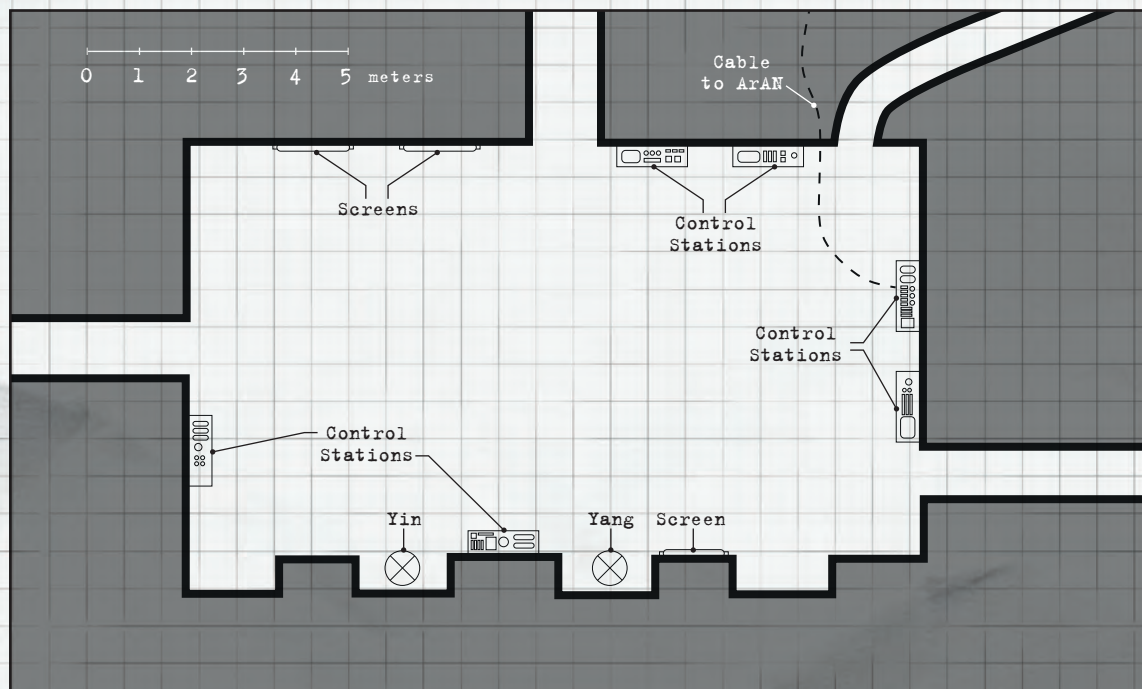 Cable
to ArAN
0 1 2 3 4 5 meters
Screens
Control
Stations
Control
Stations
Control
Stations
Yin
Yang
Screen